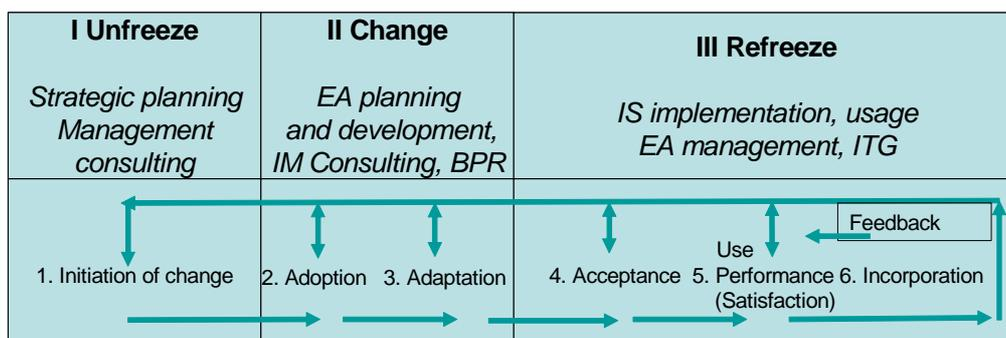 I Unfreeze
Strategic planning
Management
consulting
II Change
EA planning
and development,
IM Consulting, BPR
III Refreeze
IS implementation, usage
EA management, ITG
Feedback
1. Initiation of change
2. Adoption
3. Adaptation
4. Acceptance
Use
5. Performance
(Satisfaction)
6. Incorporation